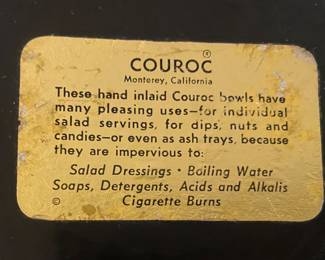 COUROC®
Monterey, California
These hand inlaid Couroc bowls have
many pleasing uses—for individual
salad servings, for dips, nuts and
candies—or even as ash trays, because
they are impervious to:
Salad Dressings • Boiling Water
Soaps, Detergents, Acids and Alkalis
© Cigarette Burns